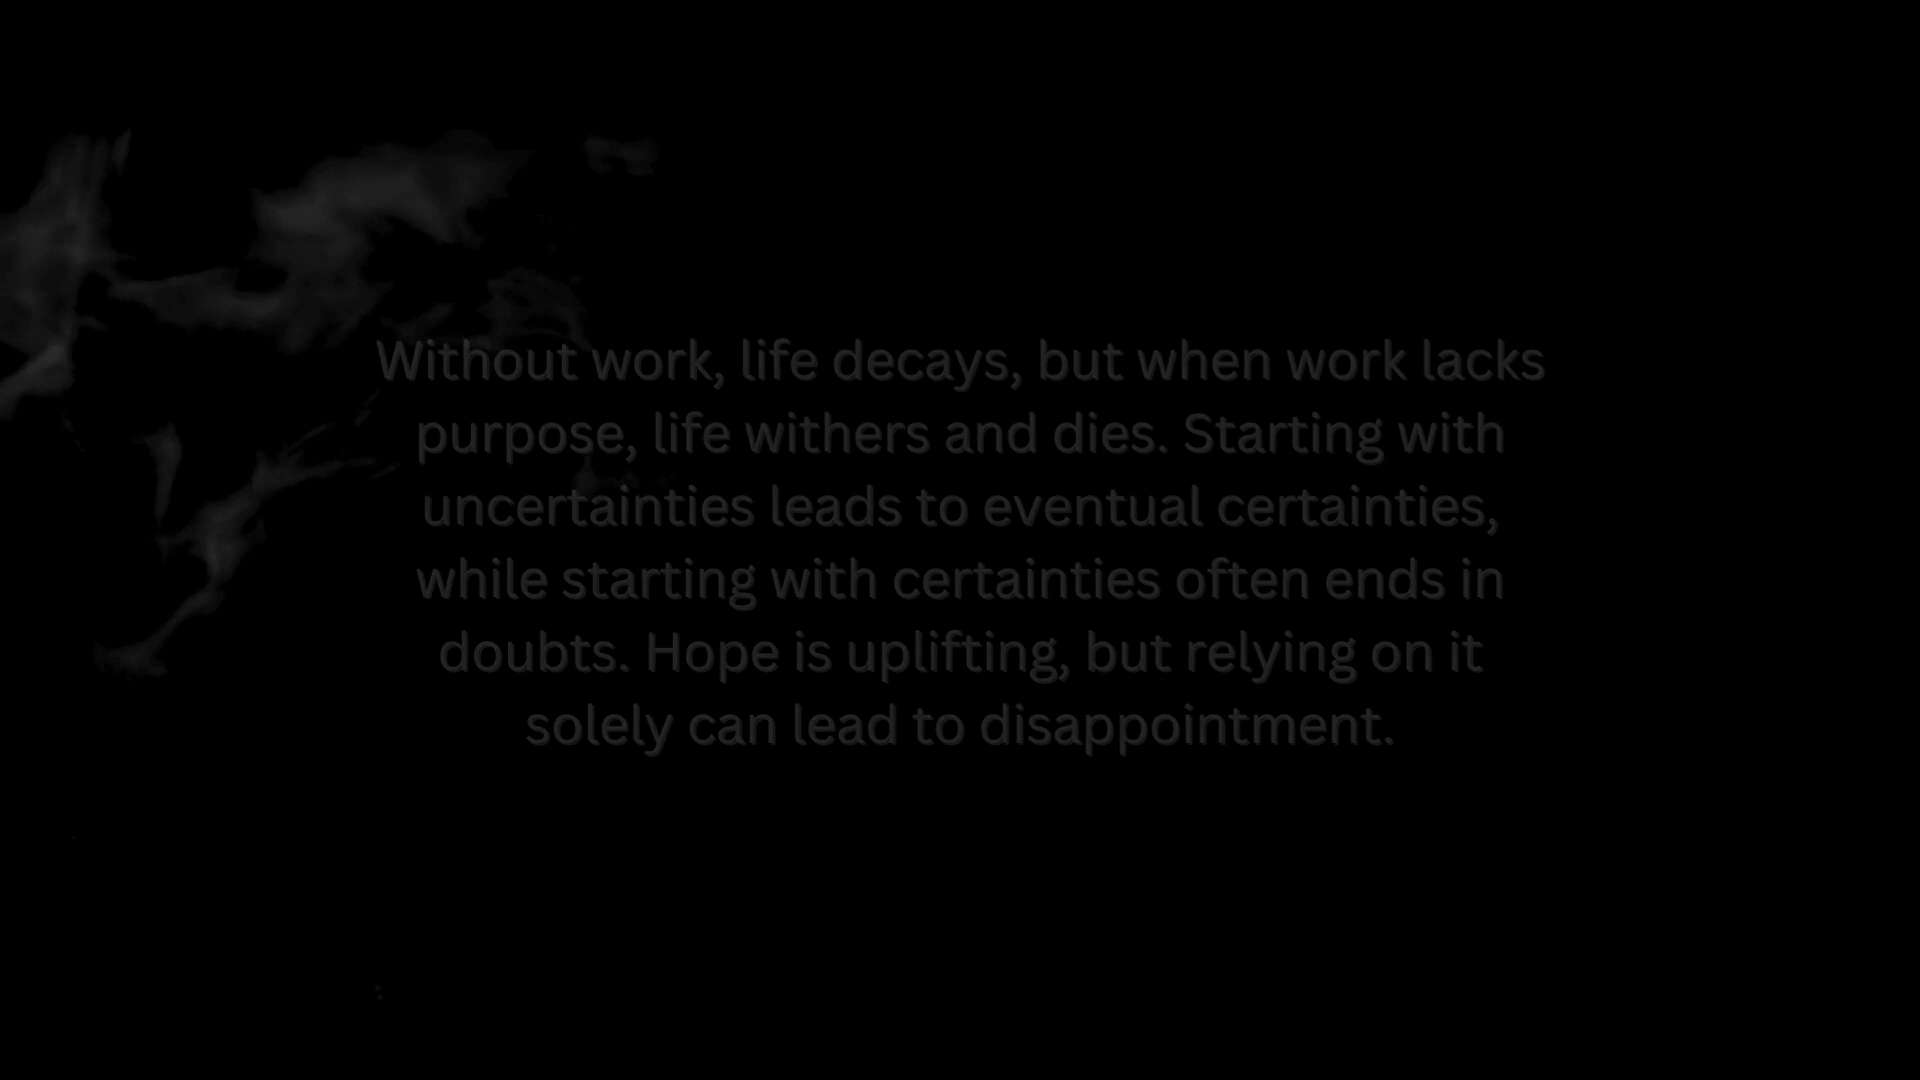 Without work, life decays, but when work lacks
purpose, life withers and dies. Starting with
uncertainties leads to eventual certainties,
while starting with certainties often ends in
doubts. Hope is uplifting, but relying on it
solely can lead to disappointment.